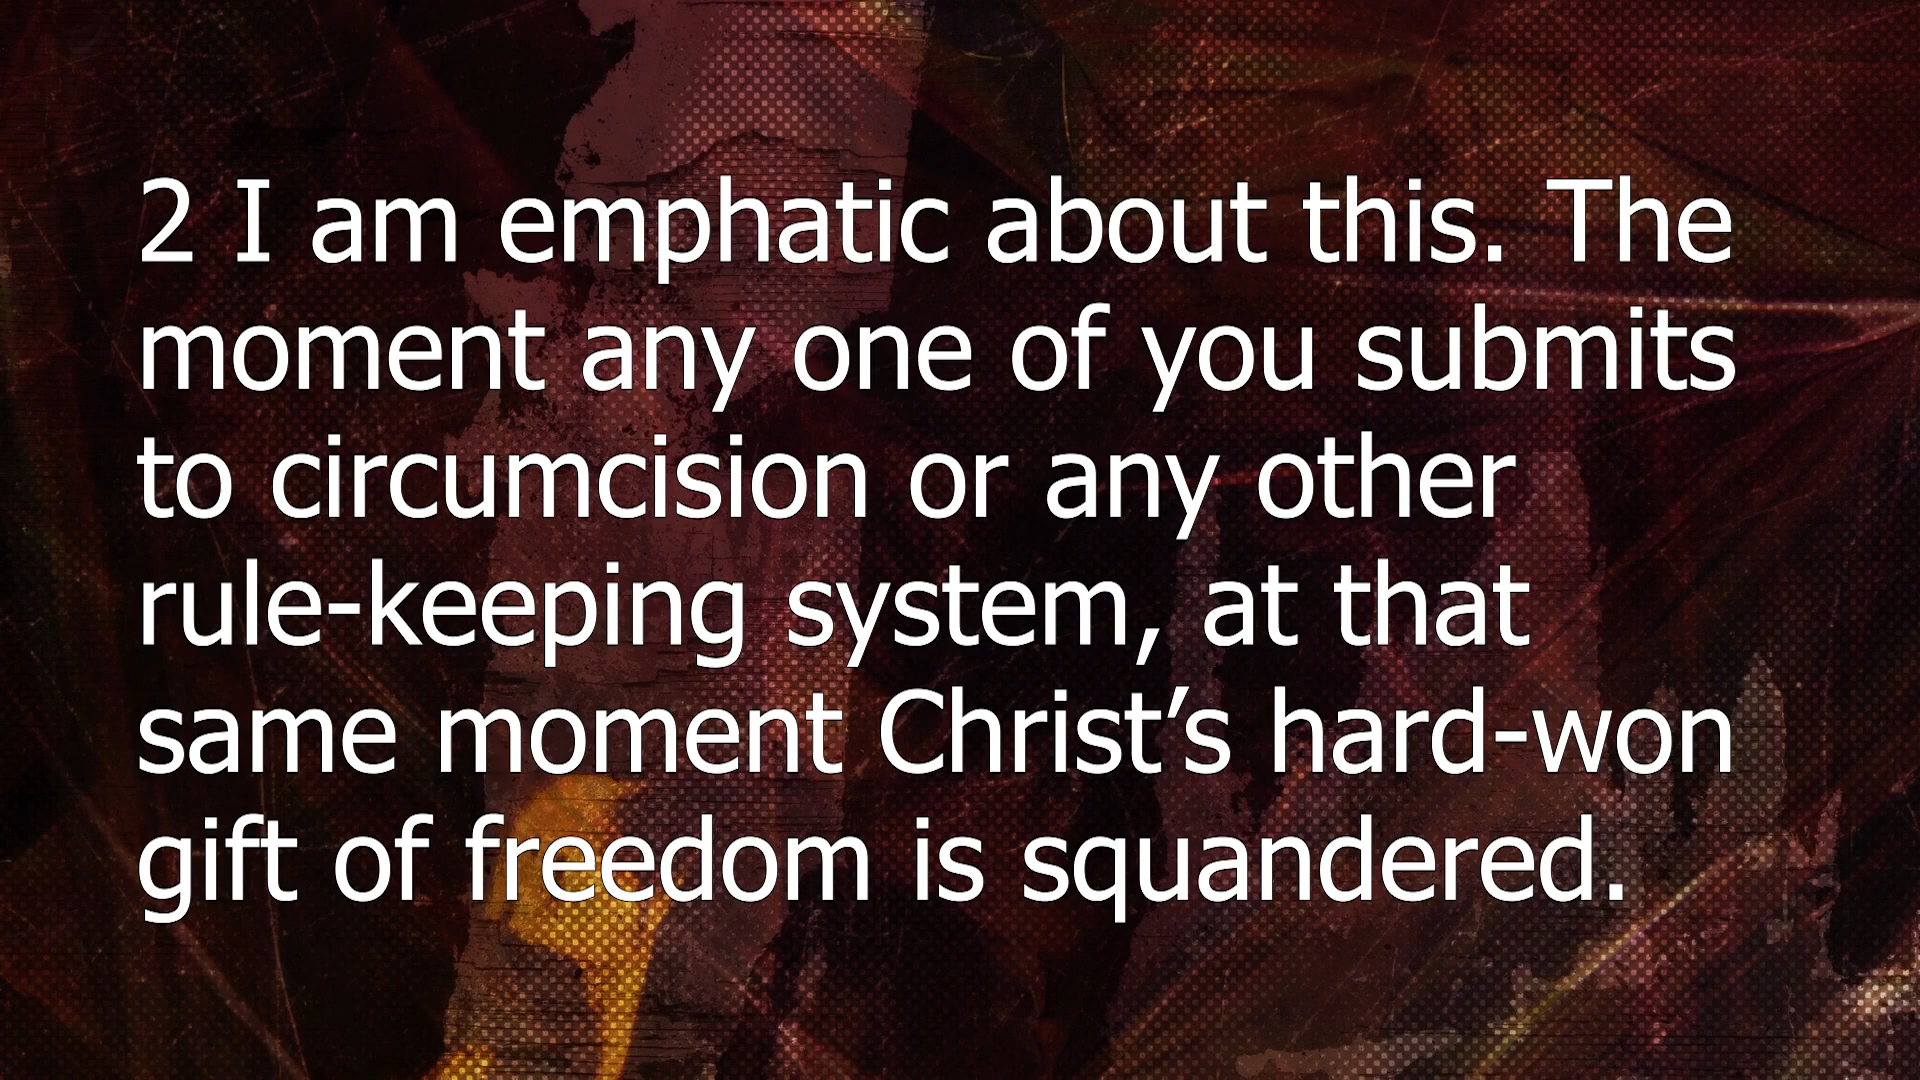 2 I am emphatic about this. The
moment any one of you submits
to circumcision or any other
rule-keeping system, at that
same moment Christ’s hard-won
gift of freedom is squandered.